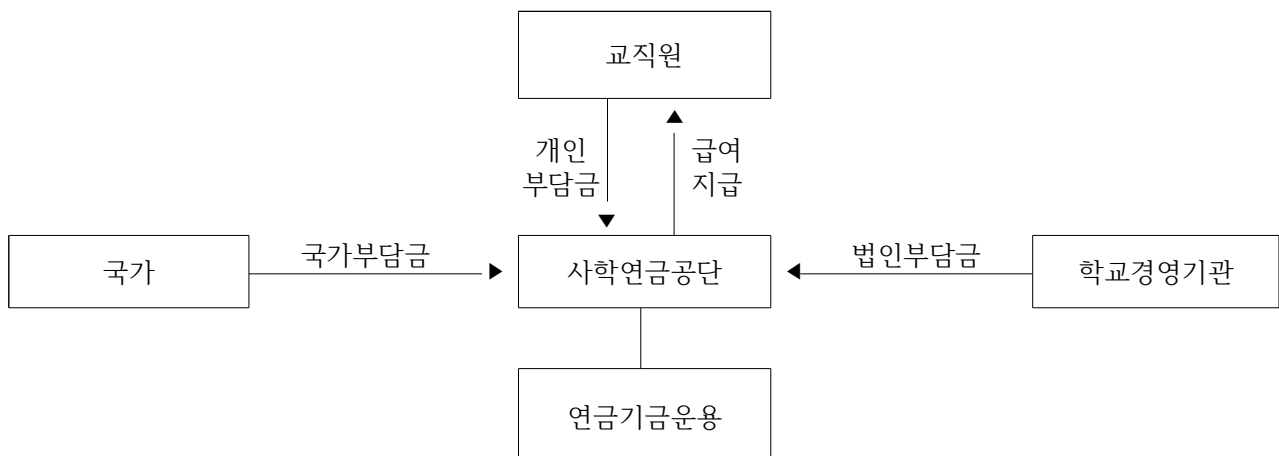 교직원
개인
부담금
급여
지급
국가
국가부담금
사학연금공단
법인부담금
학교경영기관
연금기금운용